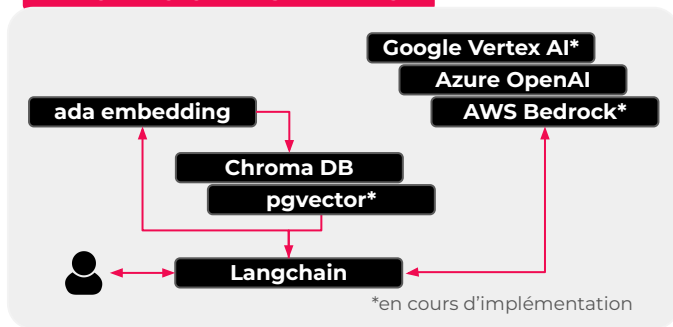 Google Vertex AI*
Azure OpenAI
AWS Bedrock*
ada embedding
Chroma DB
pgvector*
Langchain
*en cours d’implémentation